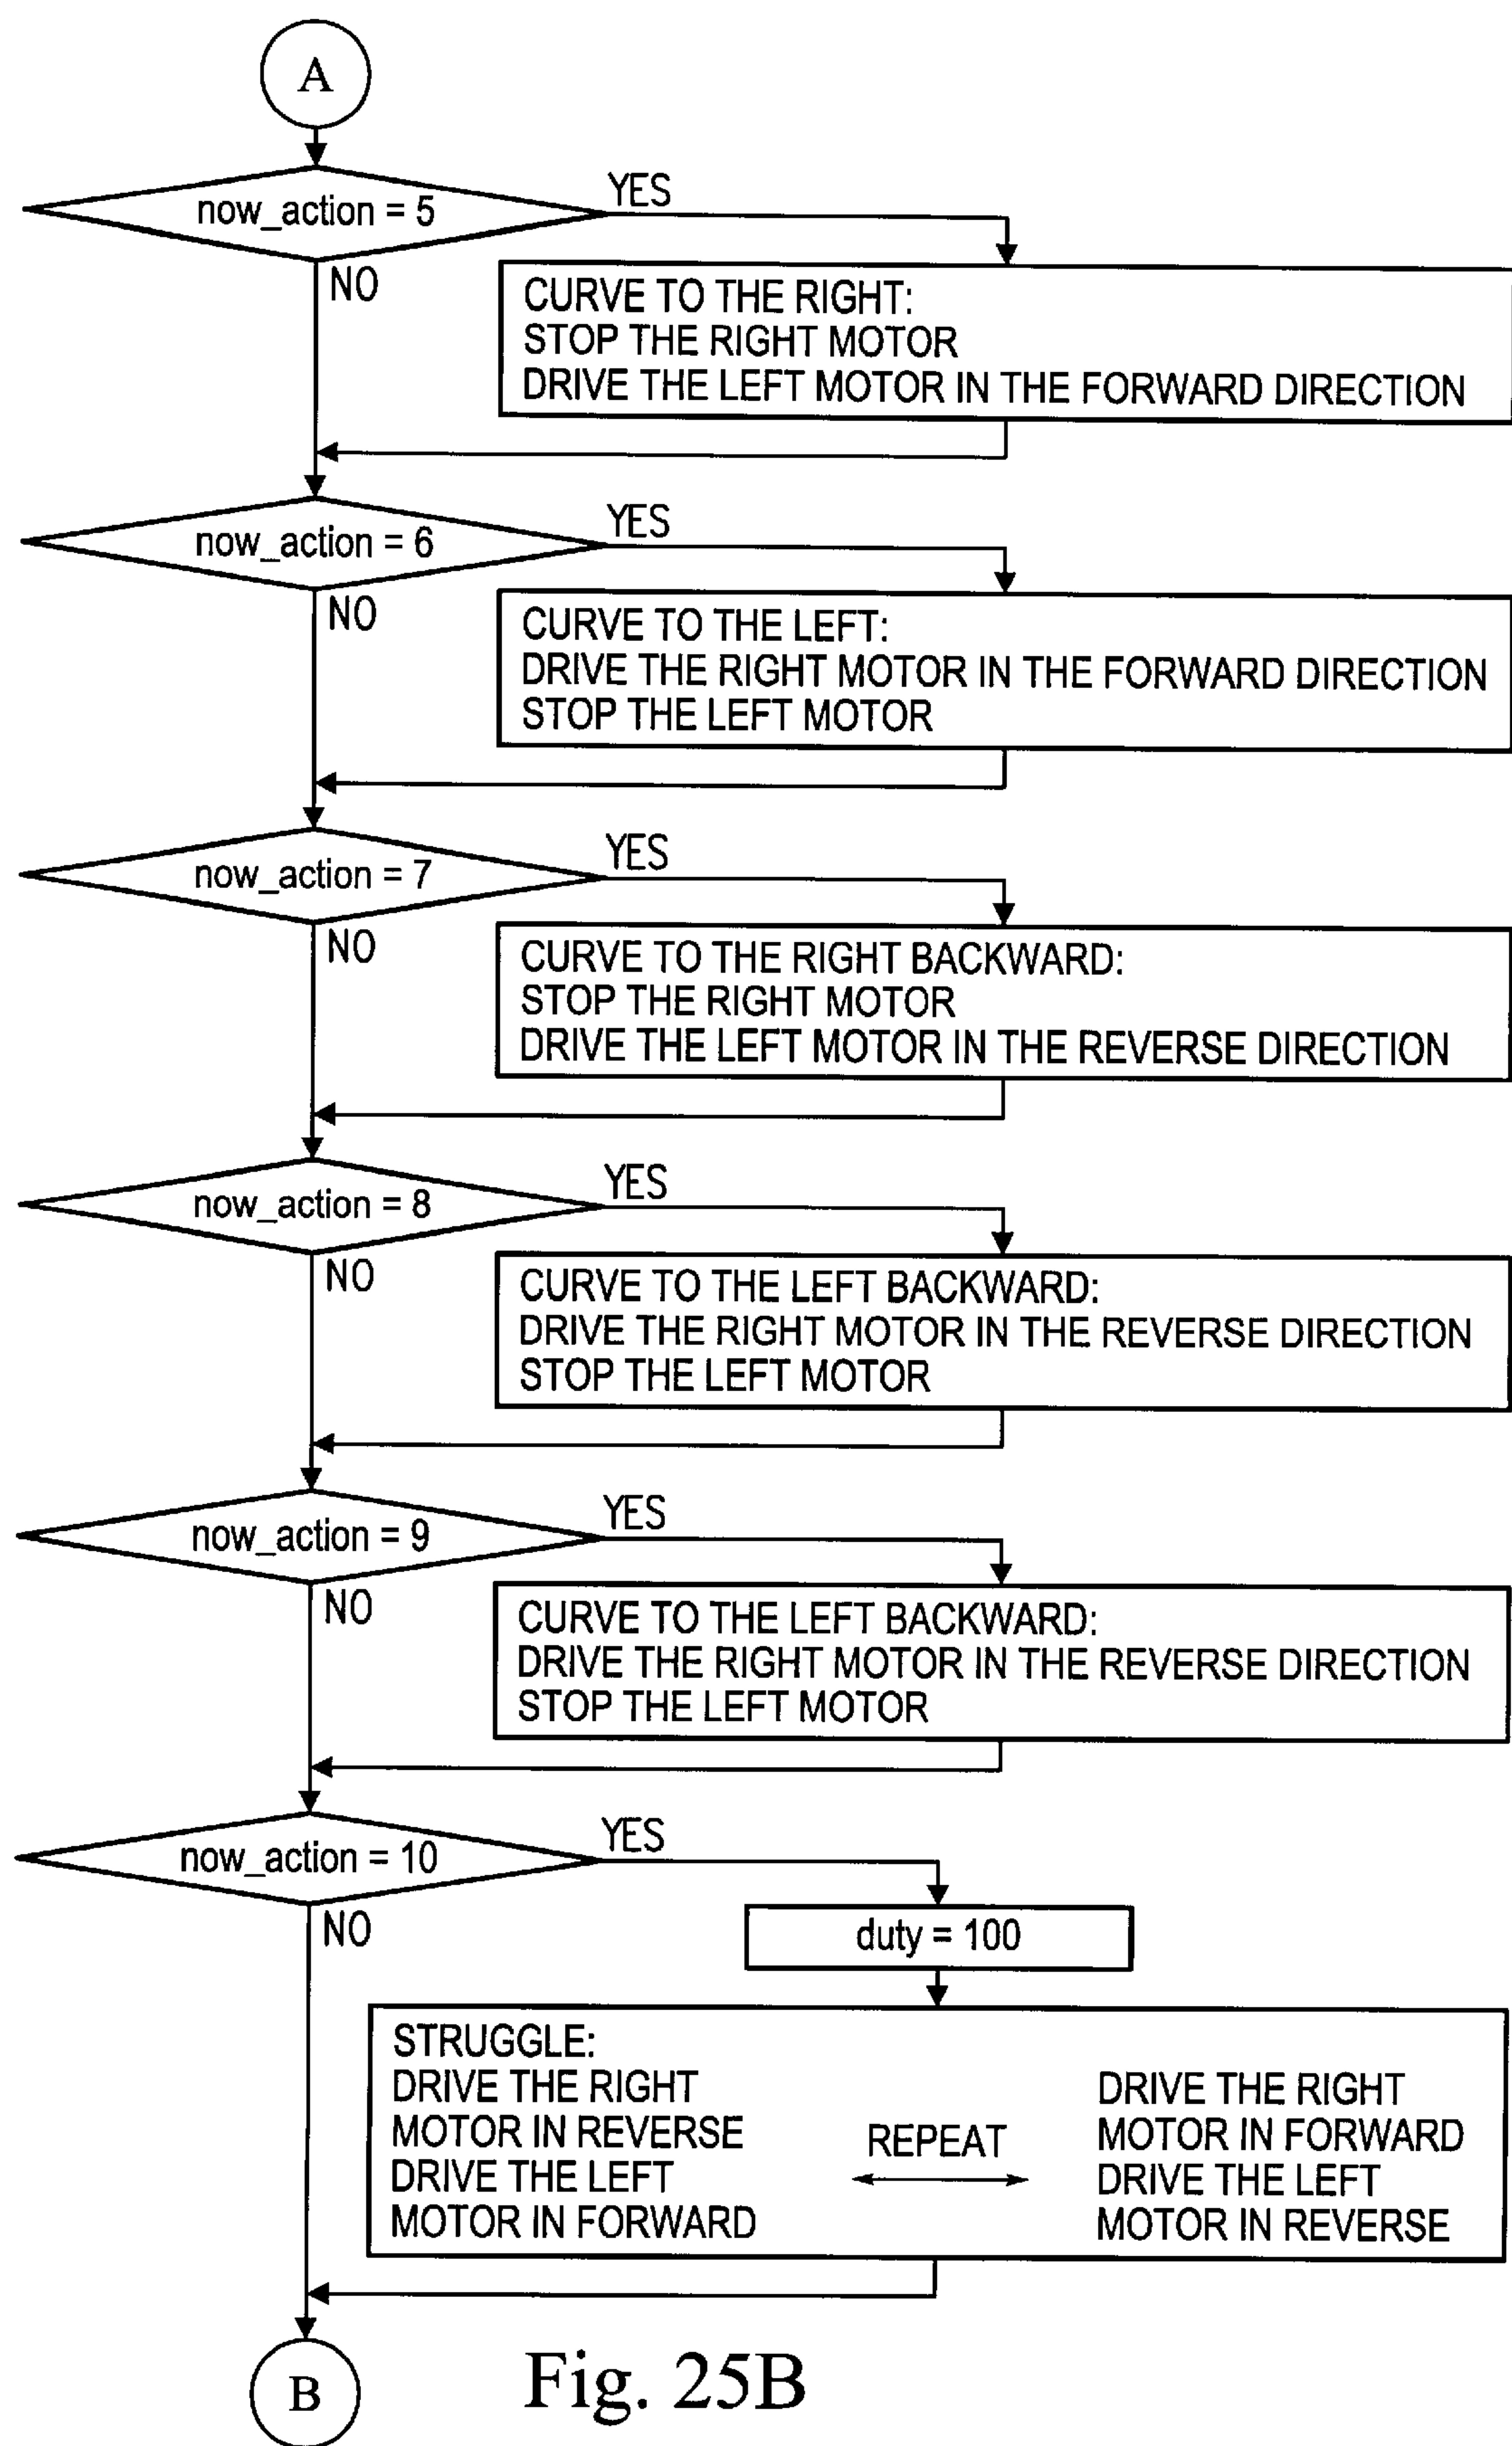 A
now_action = 5
YES
NO
CURVE TO THE RIGHT:
STOP THE RIGHT MOTOR
DRIVE THE LEFT MOTOR IN THE FORWARD DIRECTION
now_action = 6
YES
NO
CURVE TO THE LEFT:
DRIVE THE RIGHT MOTOR IN THE FORWARD DIRECTION
STOP THE LEFT MOTOR
now_action = 7
YES
NO
CURVE TO THE RIGHT BACKWARD:
STOP THE RIGHT MOTOR
DRIVE THE LEFT MOTOR IN THE REVERSE DIRECTION
now_action = 8
YES
NO
CURVE TO THE LEFT BACKWARD:
DRIVE THE RIGHT MOTOR IN THE REVERSE DIRECTION
STOP THE LEFT MOTOR
now_action = 9
YES
NO
CURVE TO THE LEFT BACKWARD:
DRIVE THE RIGHT MOTOR IN THE REVERSE DIRECTION
STOP THE LEFT MOTOR
now_action = 10
YES
NO
duty = 100
STRUGGLE:
DRIVE THE RIGHT
MOTOR IN REVERSE
DRIVE THE LEFT
MOTOR IN FORWARD
REPEAT
DRIVE THE RIGHT
MOTOR IN FORWARD
DRIVE THE LEFT
MOTOR IN REVERSE
B
Fig. 25B